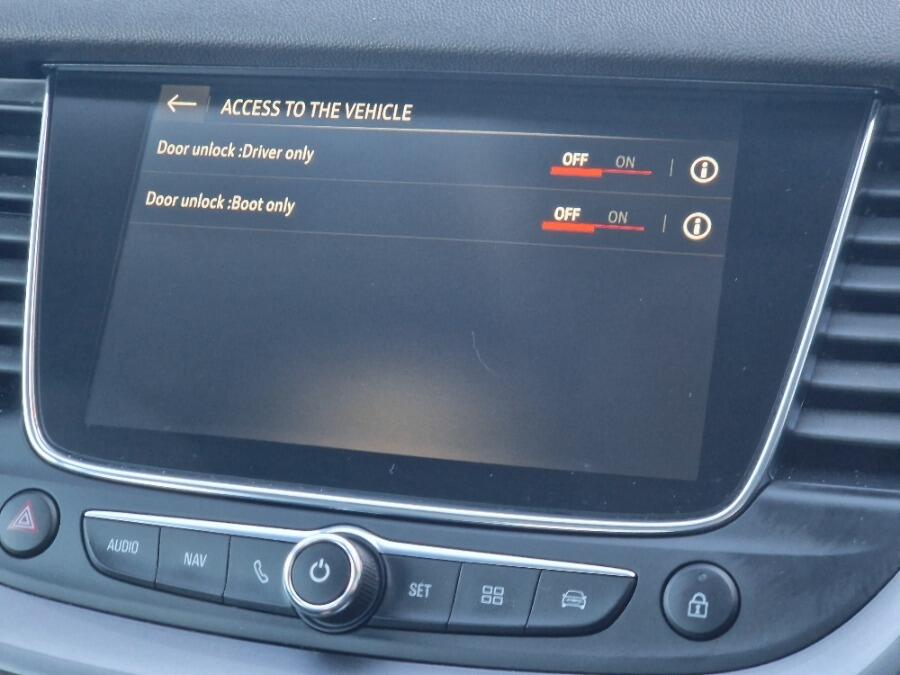 ACCESS TO THE VEHICLE
Door unlock :Driver only OFF ON i
Door unlock :Boot only OFF ON i
AUDIO NAV SET